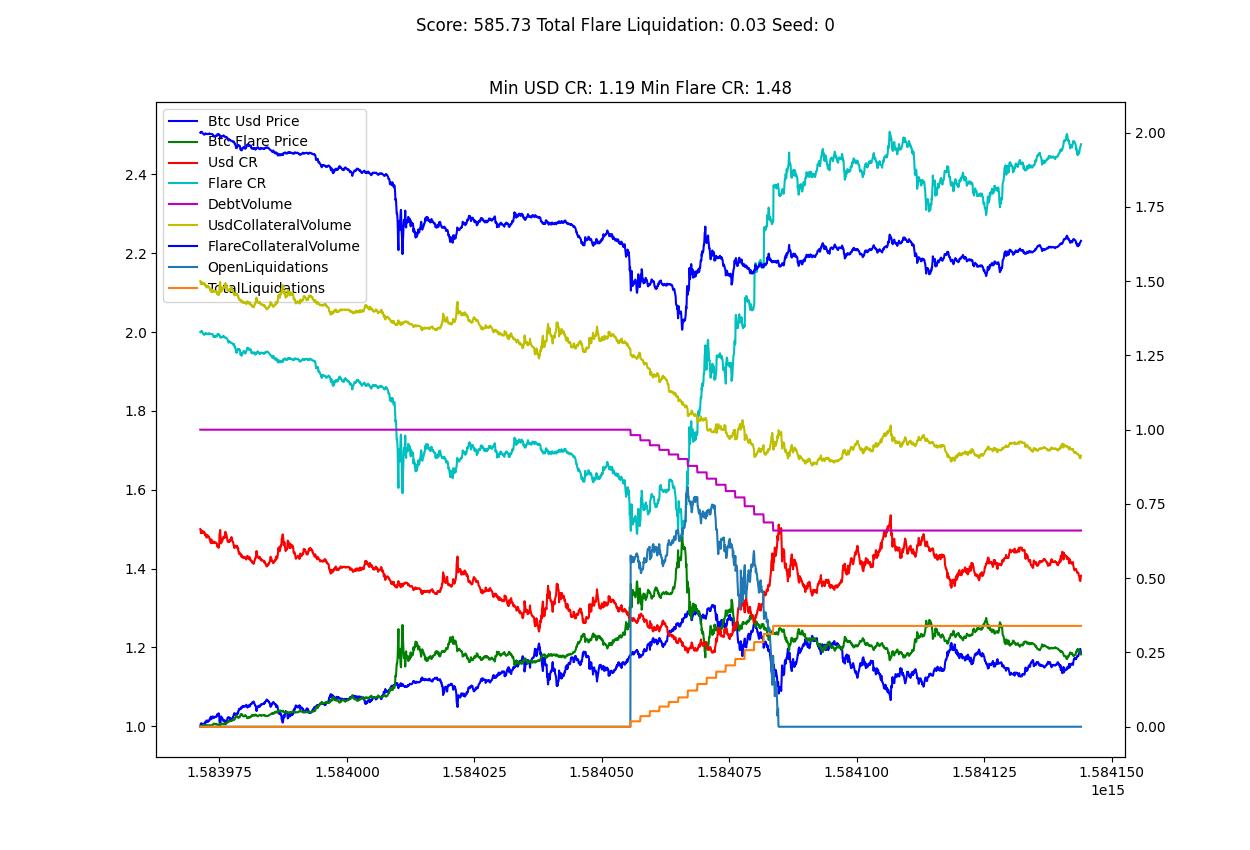 Score: 585.73 Total Flare Liquidation: 0.03 Seed: 0
Min USD CR: 1.19 Min Flare CR: 1.48
Btc Usd Price
Btc Flare Price
Usd CR
Flare CR
DebtVolume
UsdCollateralVolume
FlareCollateralVolume
OpenLiquidations
TotalLiquidations
2.4
2.2
2.0
1.8
1.6
1.4
1.2
1.0
2.00
1.75
1.50
1.25
1.00
0.75
0.50
0.25
0.00
1.583975 1.584000 1.584025 1.584050 1.584075 1.584100 1.584125 1.584150
1e15